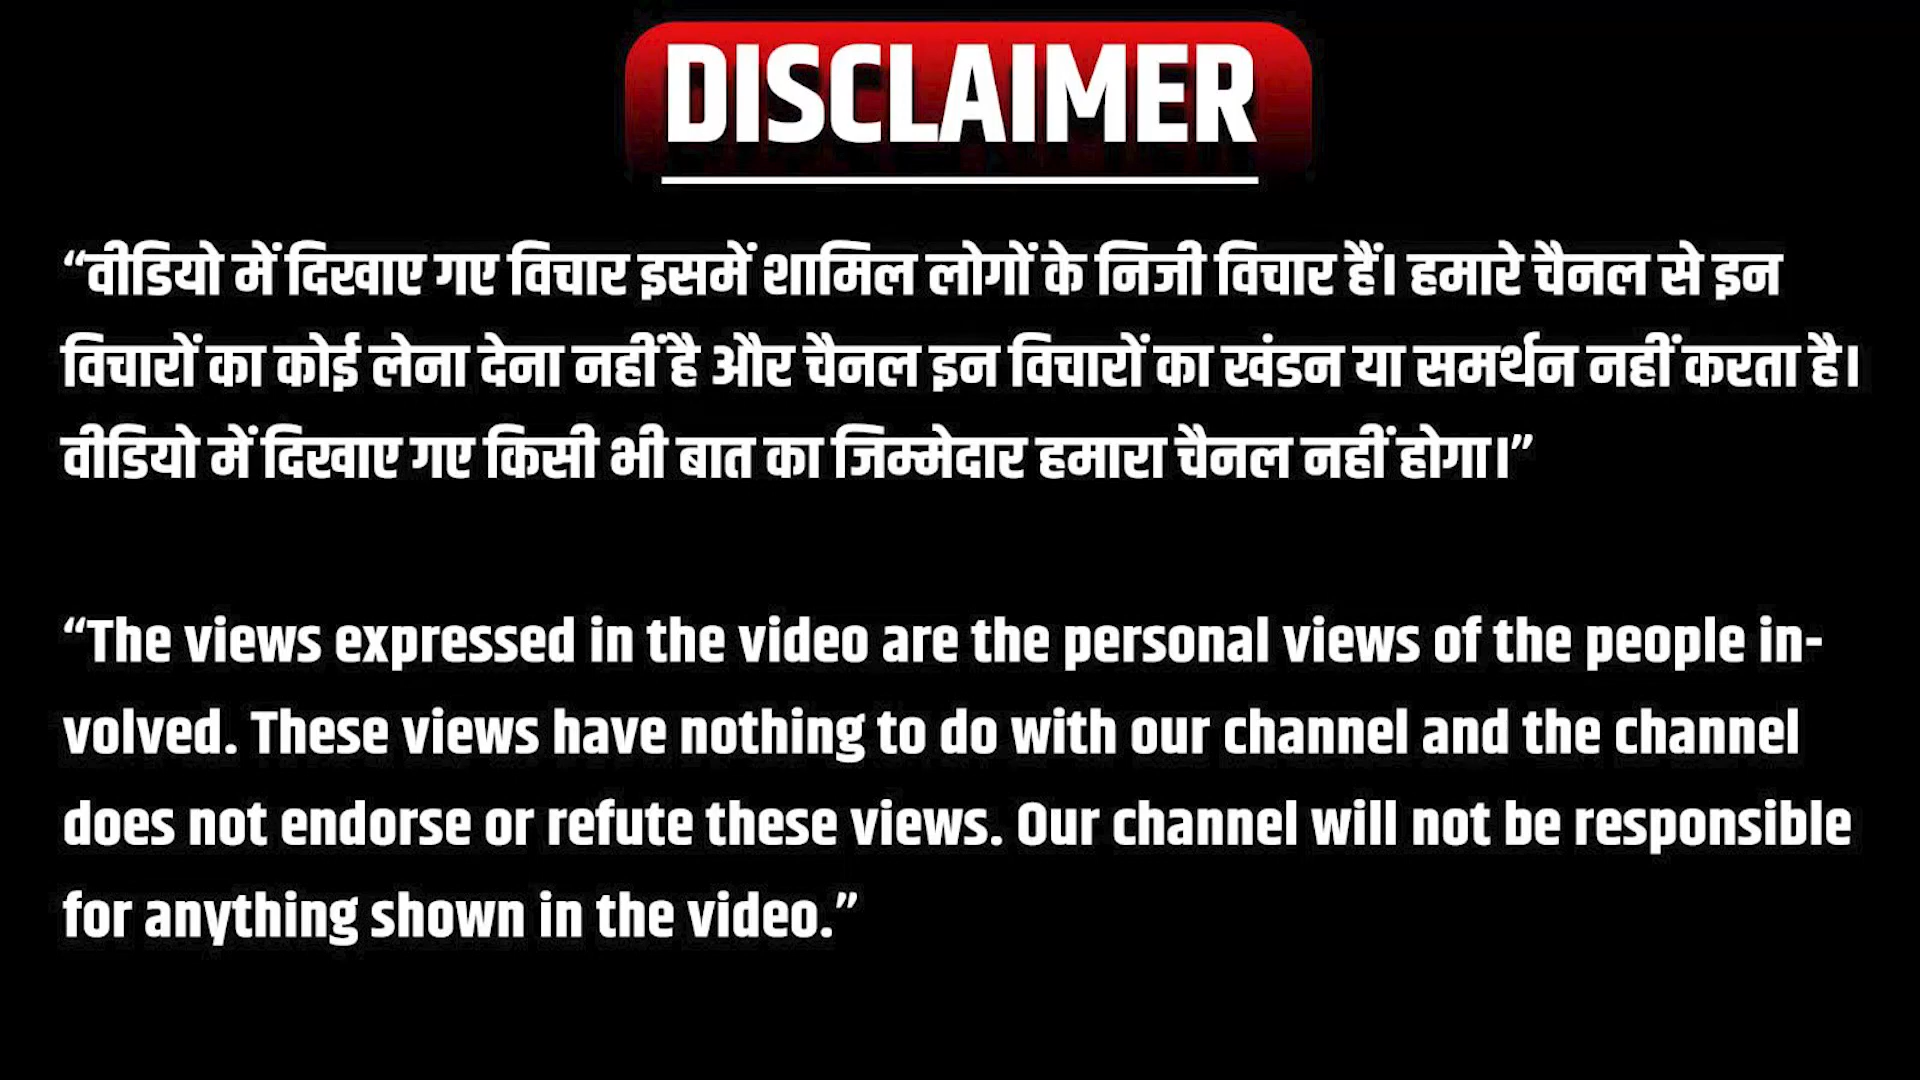 DISCLAIMER
“वीडियो में दिखाए गए विचार इसमें शामिल लोगों के निजी विचार हैं। हमारे चैनल से इन
विचारों का कोई लेना देना नहीं है और चैनल इन विचारों का खंडन या समर्थन नहीं करता है।
वीडियो में दिखाए गए किसी भी बात का जिम्मेदार हमारा चैनल नहीं होगा।”
“The views expressed in the video are the personal views of the people in-
volved. These views have nothing to do with our channel and the channel
does not endorse or refute these views. Our channel will not be responsible
for anything shown in the video.”